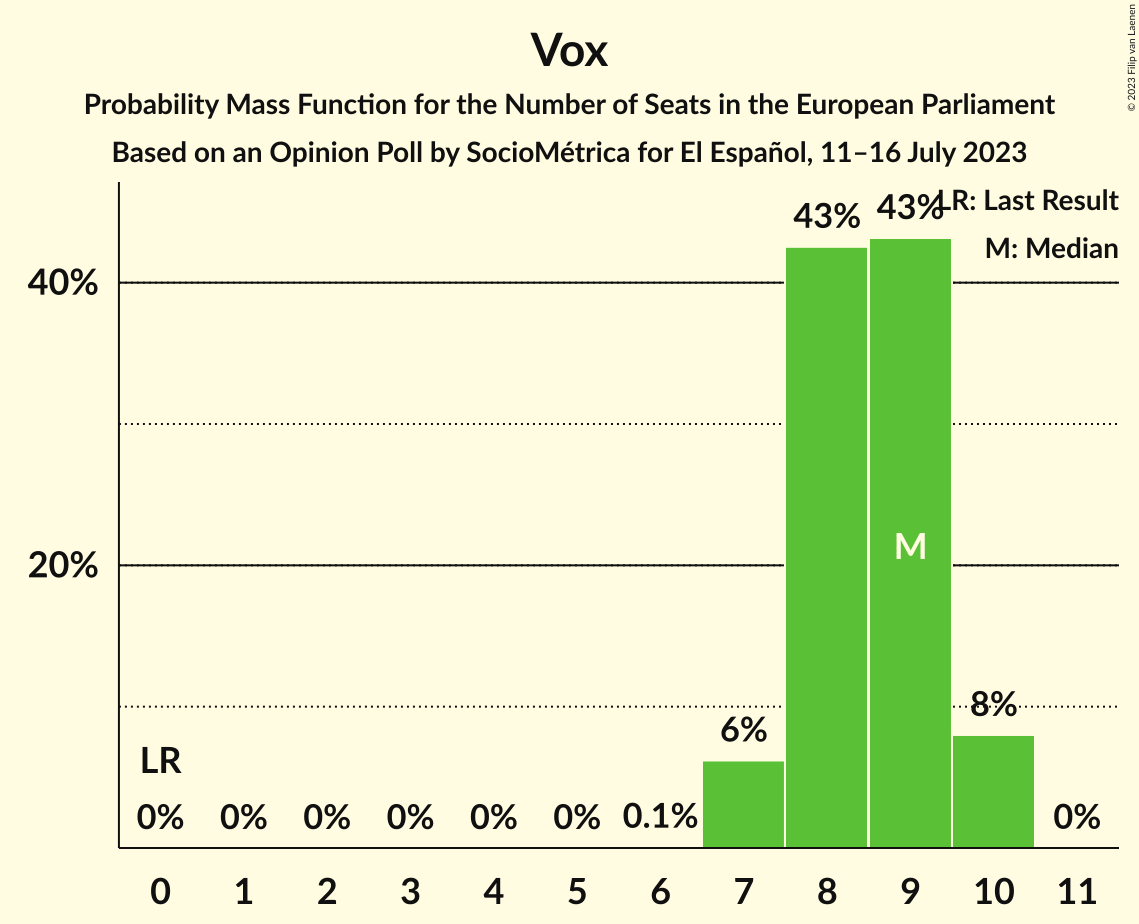 Vox
Probability Mass Function for the Number of Seats in the European Parliament
Based on an Opinion Poll by SocioMétrica for El Español, 11–16 July 2023
© 2023 Filip van Laenen
LR: Last Result
M: Median
43% 43%
40%
M
20%
8%
6%
LR
0% 0% 0% 0% 0% 0% 0.1% 0%
0 1 2 3 4 5 6 7 8 9 10 11